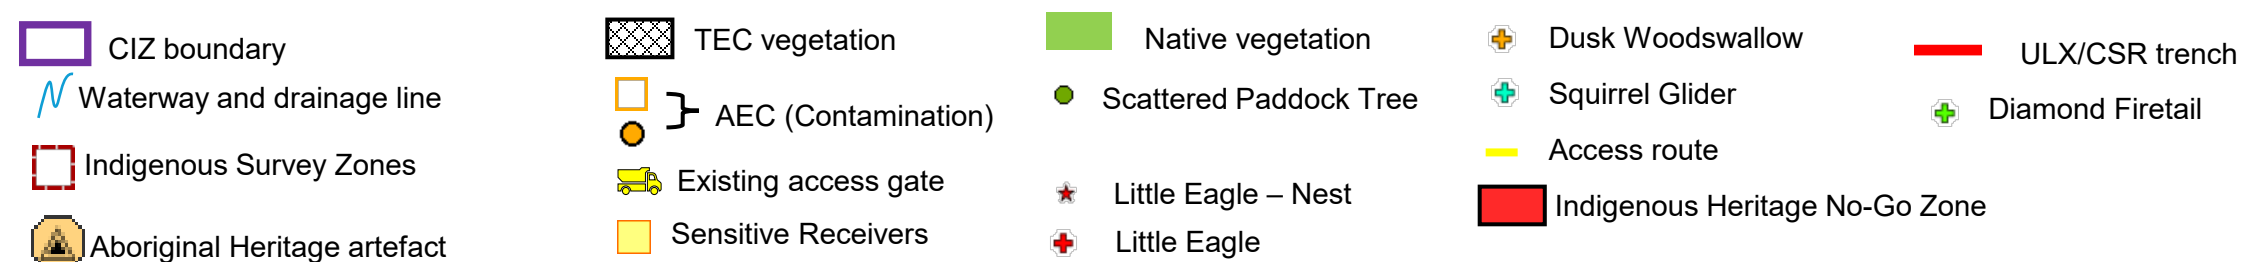 CIZ boundary
Waterway and drainage line
Indigenous Survey Zones
Aboriginal Heritage artefact
TEC vegetation
AEC (Contamination)
Existing access gate
Sensitive Receivers
Native vegetation
Scattered Paddock Tree
Little Eagle – Nest
Little Eagle
Dusk Woodswallow
Squirrel Glider
Access route
Indigenous Heritage No-Go Zone
ULX/CSR trench
Diamond Firetail